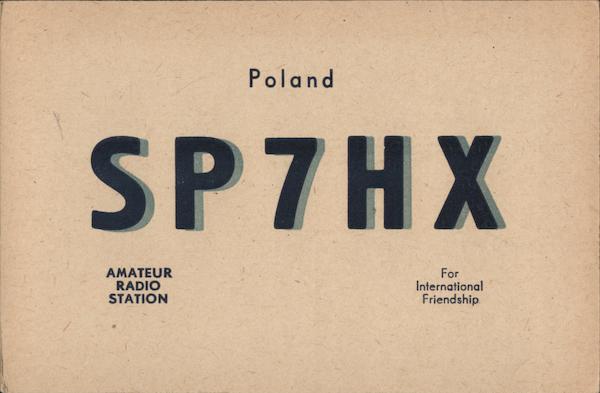 Poland
SP7HX
AMATEUR
RADIO
STATION
For
International
Friendship